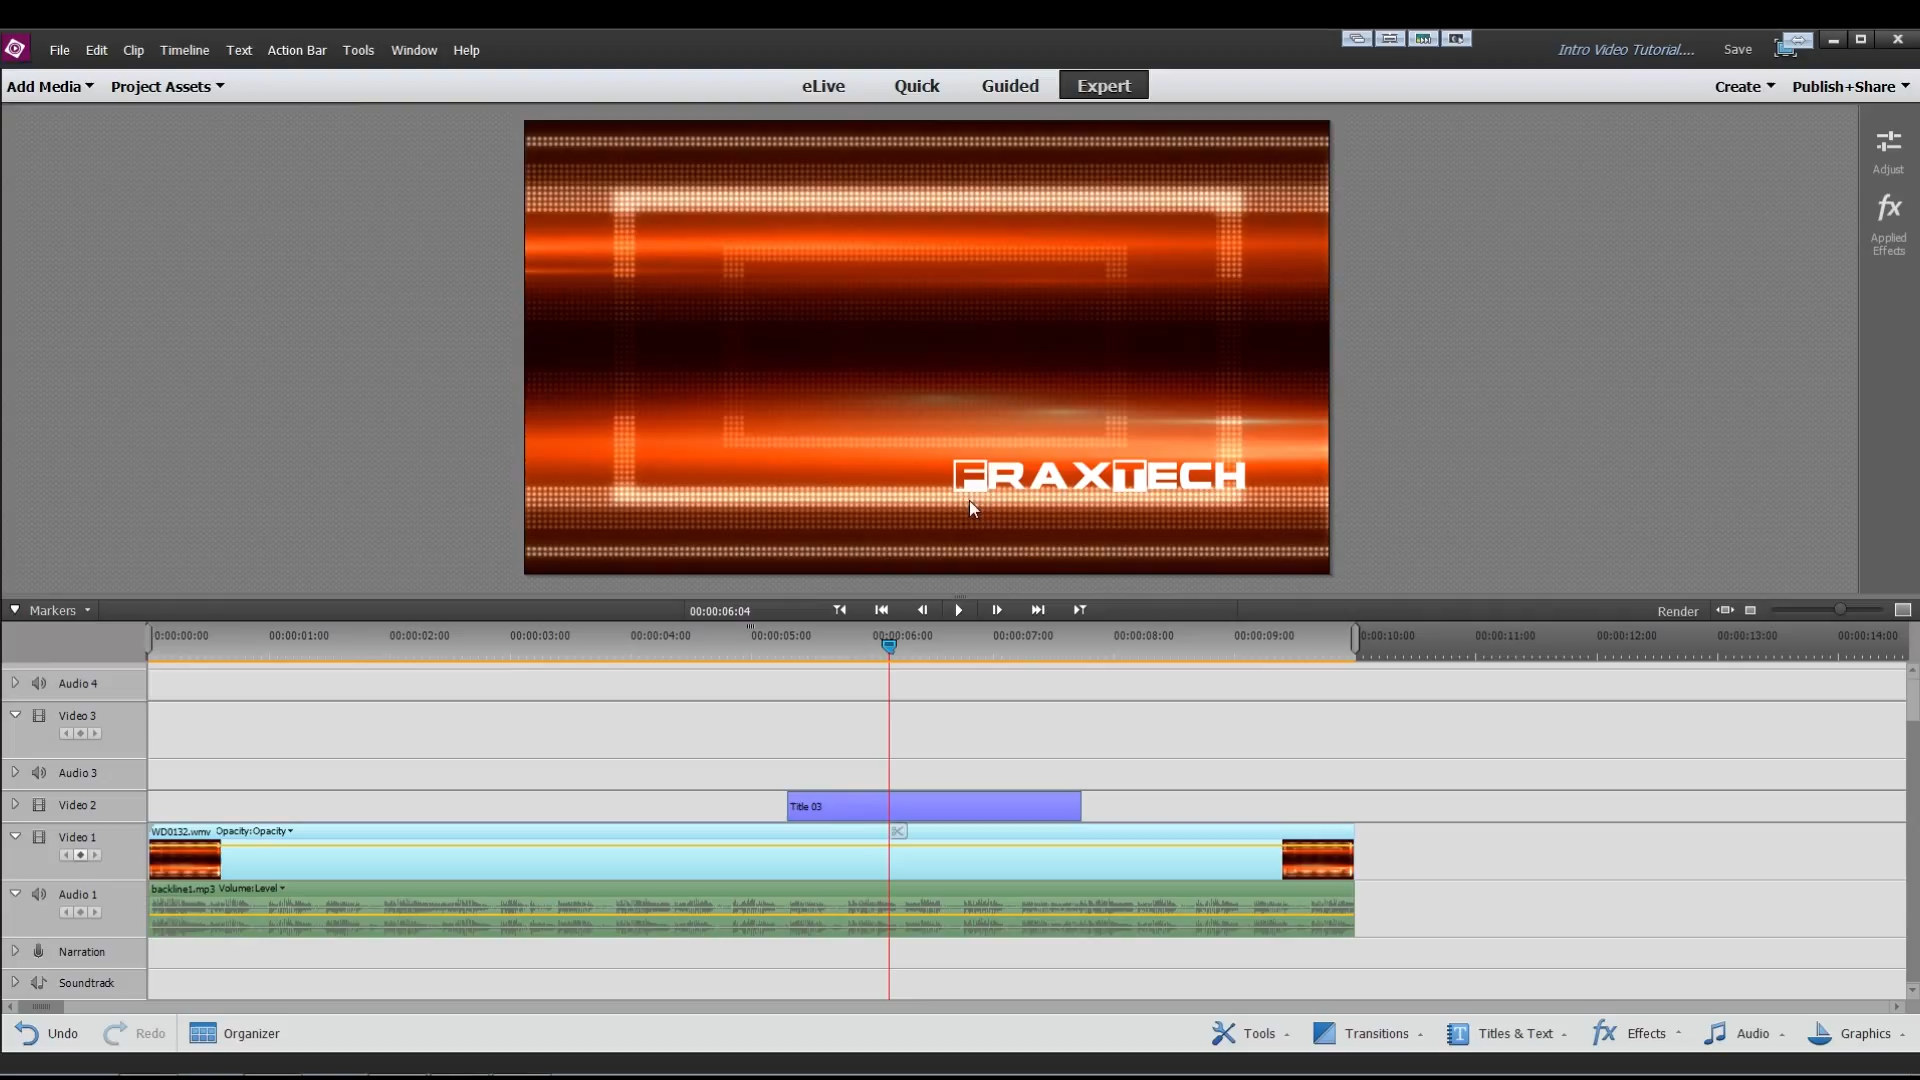 File Edit Clip Timeline Text Action Bar Tools Window Help Intro Video Tutorial.... Save
Add Media Project Assets eLive Quick Guided Expert Create Publish+Share
Adjust
fx
Applied
Effects
FRAXTECH
Markers 00:00:06:04 Render
0:00:00:00 00:00:01:00 00:00:02:00 00:00:03:00 00:00:04:00 00:00:05:00 00:00:06:00 00:00:07:00 00:00:08:00 00:00:09:00 0:00:10:00 00:00:11:00 00:00:12:00 00:00:13:00 00:00:14:00
Audio 4
Video 3
Audio 3
Video 2 Title 03
Video 1 WD0132.wmv Opacity:Opacity
Audio 1 backline1.mp3 Volume:Level
Narration
Soundtrack
Undo Redo Organizer Tools Transitions T Titles & Text fx Effects Audio Graphics